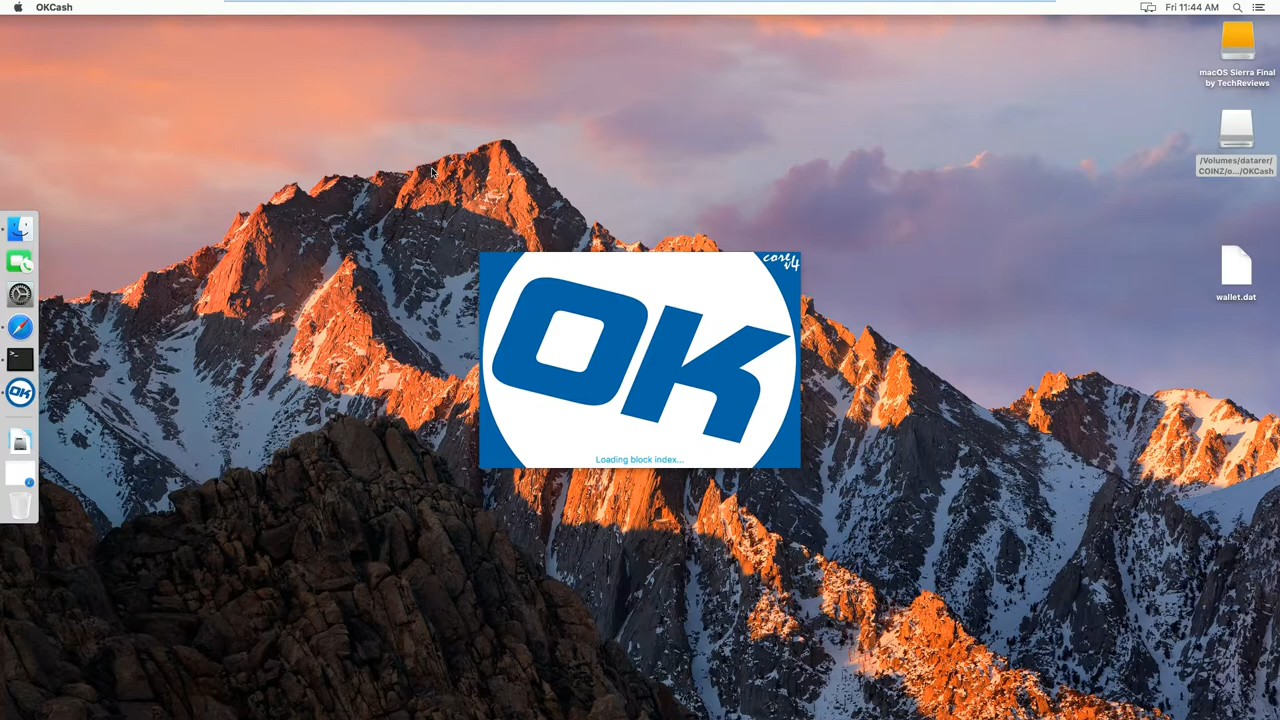 OKCash
Fri 11:44 AM
macOS Sierra Final
by TechReviews
/Volumes/datarer/
COINZ/o.../OKCash
wallet.dat
core
v4
OK
Loading block index...
OK